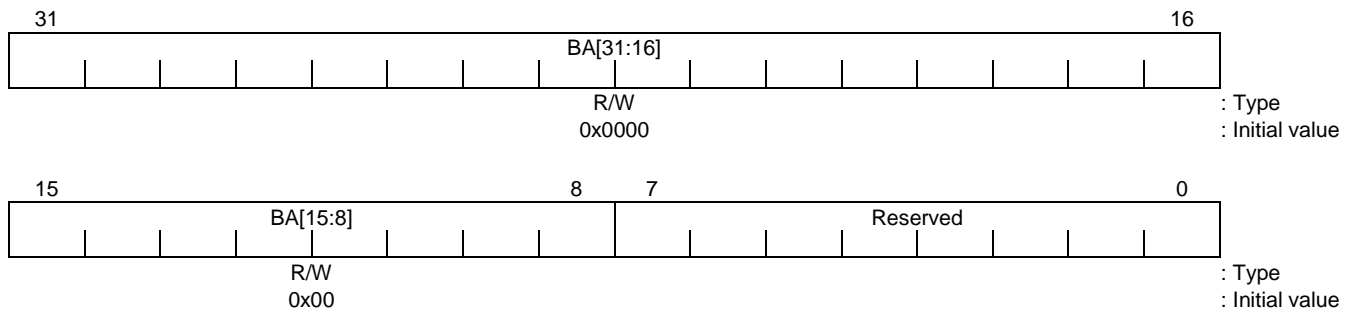 31 16
BA[31:16]
R/W : Type
0x0000 : Initial value
15 8 7 0
BA[15:8] Reserved
R/W : Type
0x00 : Initial value